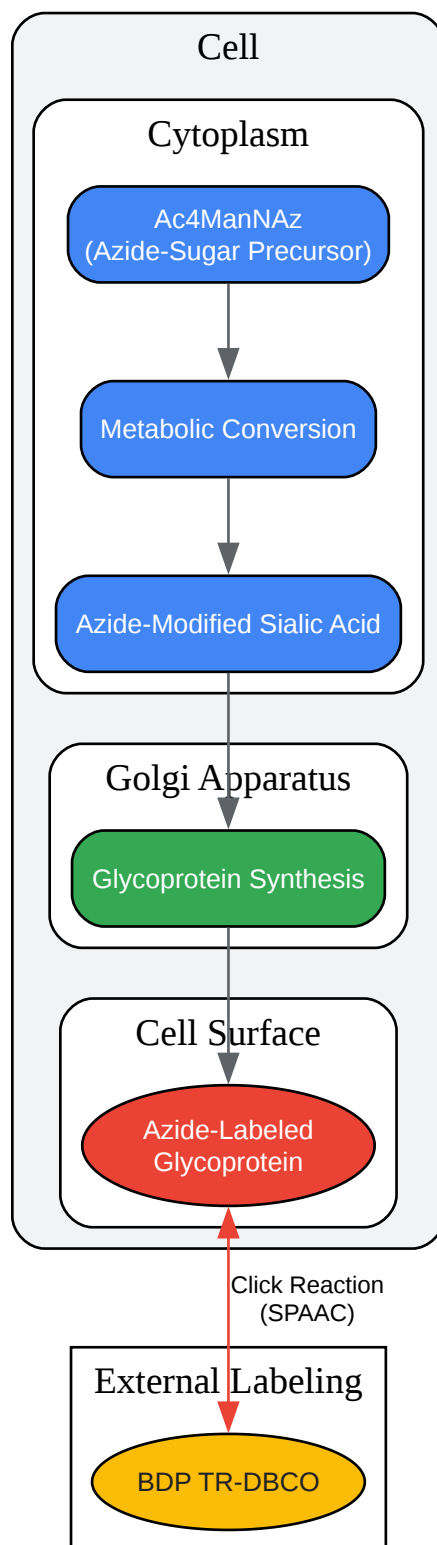 Cell
Cytoplasm
Ac4ManNAz
(Azide-Sugar Precursor)
Metabolic Conversion
Azide-Modified Sialic Acid
Golgi Apparatus
Glycoprotein Synthesis
Cell Surface
Azide-Labeled
Glycoprotein
Click Reaction
(SPAAC)
External Labeling
BDP TR-DBCO